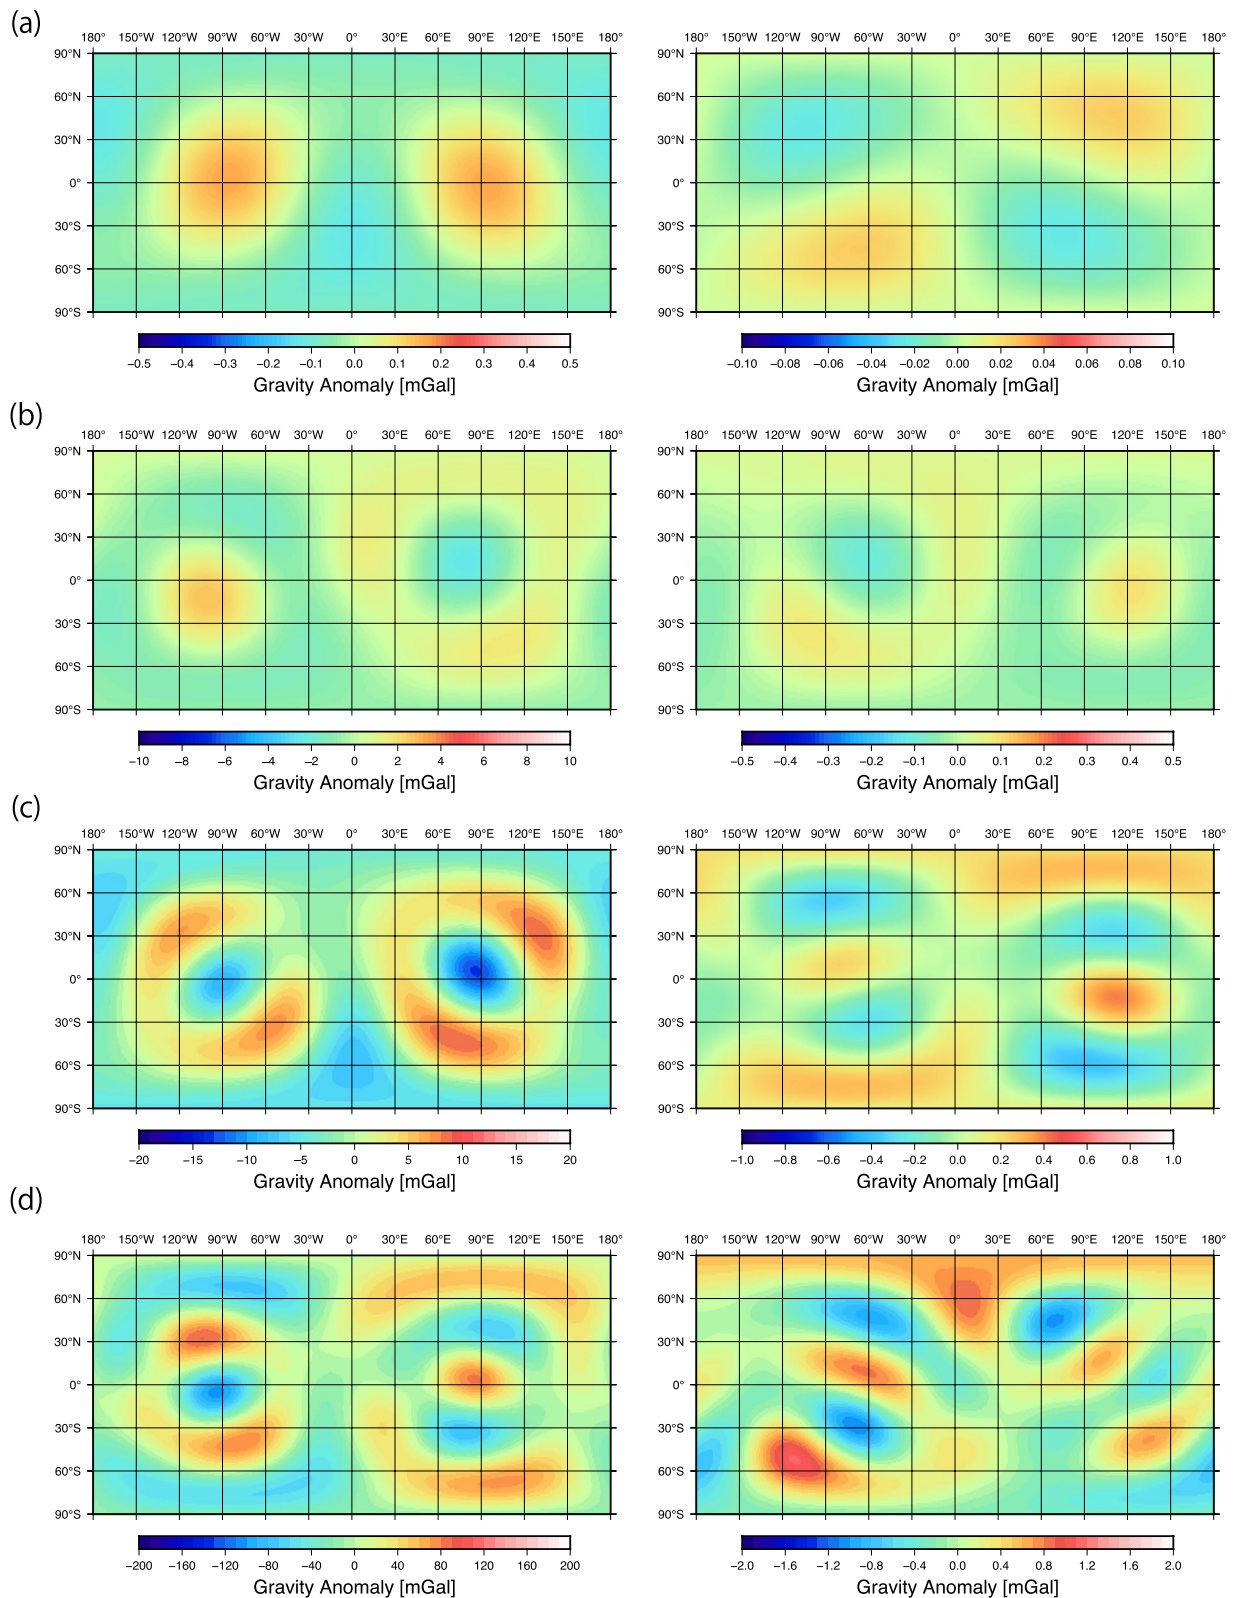 (a)
180° 150°W 120°W 90°W 60°W 30°W 0° 30°E 60°E 90°E 120°E 150°E 180°
180° 150°W 120°W 90°W 60°W 30°W 0° 30°E 60°E 90°E 120°E 150°E 180°
90°N 90°N
60°N 60°N
30°N 30°N
0° 0°
30°S 30°S
60°S 60°S
90°S 90°S
−0.5 −0.4 −0.3 −0.2 −0.1 0.0 0.1 0.2 0.3 0.4 0.5
−0.10 −0.08 −0.06 −0.04 −0.02 0.00 0.02 0.04 0.06 0.08 0.10
Gravity Anomaly [mGal] Gravity Anomaly [mGal]
(b)
180° 150°W 120°W 90°W 60°W 30°W 0° 30°E 60°E 90°E 120°E 150°E 180°
180° 150°W 120°W 90°W 60°W 30°W 0° 30°E 60°E 90°E 120°E 150°E 180°
90°N 90°N
60°N 60°N
30°N 30°N
0° 0°
30°S 30°S
60°S 60°S
90°S 90°S
−10 −8 −6 −4 −2 0 2 4 6 8 10
−0.5 −0.4 −0.3 −0.2 −0.1 0.0 0.1 0.2 0.3 0.4 0.5
Gravity Anomaly [mGal] Gravity Anomaly [mGal]
(c)
180° 150°W 120°W 90°W 60°W 30°W 0° 30°E 60°E 90°E 120°E 150°E 180°
180° 150°W 120°W 90°W 60°W 30°W 0° 30°E 60°E 90°E 120°E 150°E 180°
90°N 90°N
60°N 60°N
30°N 30°N
0° 0°
30°S 30°S
60°S 60°S
90°S 90°S
−20 −15 −10 −5 0 5 10 15 20
−1.0 −0.8 −0.6 −0.4 −0.2 0.0 0.2 0.4 0.6 0.8 1.0
Gravity Anomaly [mGal] Gravity Anomaly [mGal]
(d)
180° 150°W 120°W 90°W 60°W 30°W 0° 30°E 60°E 90°E 120°E 150°E 180°
180° 150°W 120°W 90°W 60°W 30°W 0° 30°E 60°E 90°E 120°E 150°E 180°
90°N 90°N
60°N 60°N
30°N 30°N
0° 0°
30°S 30°S
60°S 60°S
90°S 90°S
−200 −160 −120 −80 −40 0 40 80 120 160 200
−2.0 −1.6 −1.2 −0.8 −0.4 0.0 0.4 0.8 1.2 1.6 2.0
Gravity Anomaly [mGal] Gravity Anomaly [mGal]